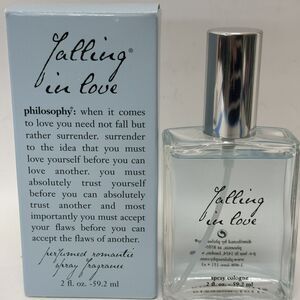 falling®
in love
philosophy: when it comes
to love you need not fall but
rather surrender. surrender
to the idea that you must
love yourself before you can
love another. you must
absolutely trust yourself
before you can absolutely
trust another and most
importantly you must accept
your flaws before you can
accept the flaws of another.
perfumed romantic
spray fragrance
2 fl. oz. -59.2 ml
falling
in love
spray cologne
2 fl. oz. -59.2 ml